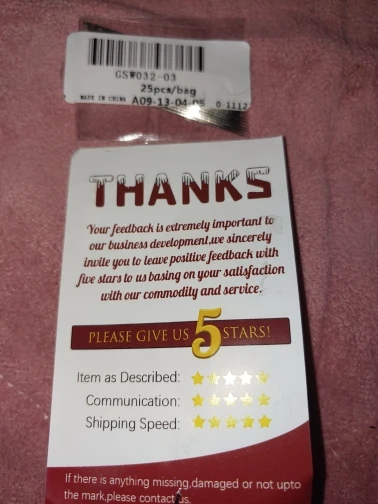 GSW032-03
25pcs/bag
MADE IN CHINA A09-13-04-05 0-1112
THANKS
Your feedback is extremely important to
our business development,we sincerely
invite you to leave positive feedback with
five stars to us basing on your satisfaction
with our commodity and service.
PLEASE GIVE US 5 STARS!
Item as Described:
Communication:
Shipping Speed:
If there is anything missing,damaged or not upto
the mark,please contact us.